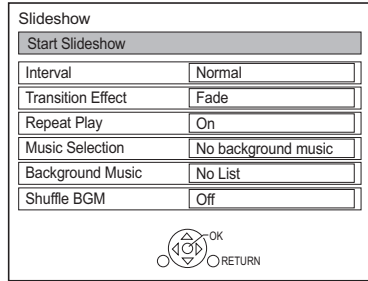 Slideshow
Start Slideshow
Interval Normal
Transition Effect Fade
Repeat Play On
Music Selection No background music
Background Music No List
Shuffle BGM Off
OK
RETURN